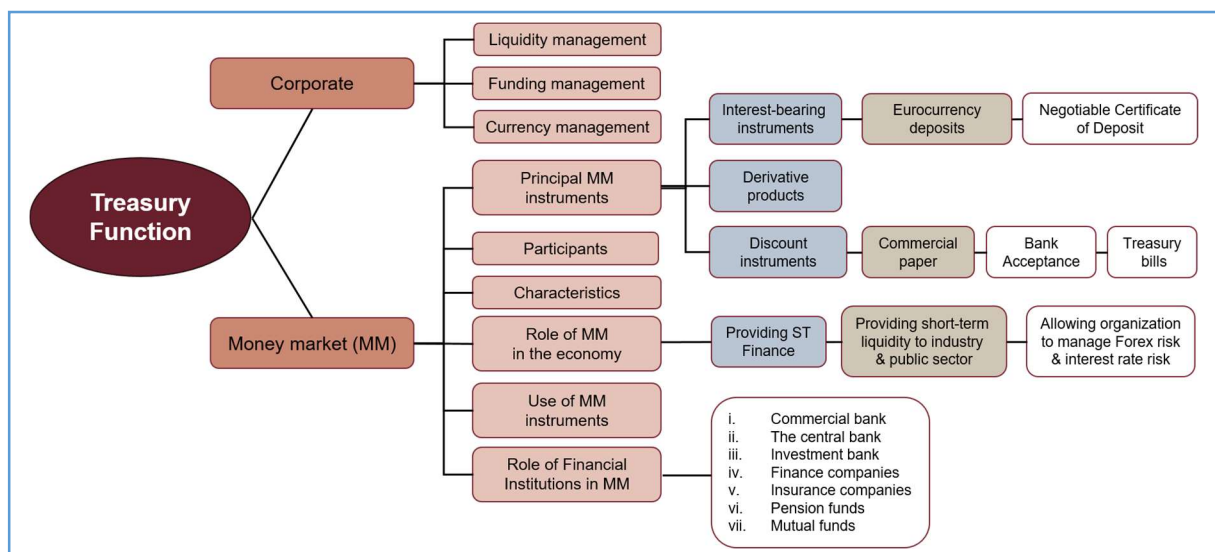 Treasury
Function
Corporate
Liquidity management
Funding management
Currency management
Money market (MM)
Principal MM
instruments
Interest-bearing
instruments
Eurocurrency
deposits
Negotiable Certificate
of Deposit
Derivative
products
Discount
instruments
Commercial
paper
Bank
Acceptance
Treasury
bills
Participants
Characteristics
Role of MM
in the economy
Providing ST
Finance
Providing short-term
liquidity to industry
& public sector
Allowing organization
to manage Forex risk
& interest rate risk
Use of MM
instruments
Role of Financial
Institutions in MM
i. Commercial bank
ii. The central bank
iii. Investment bank
iv. Finance companies
v. Insurance companies
vi. Pension funds
vii. Mutual funds